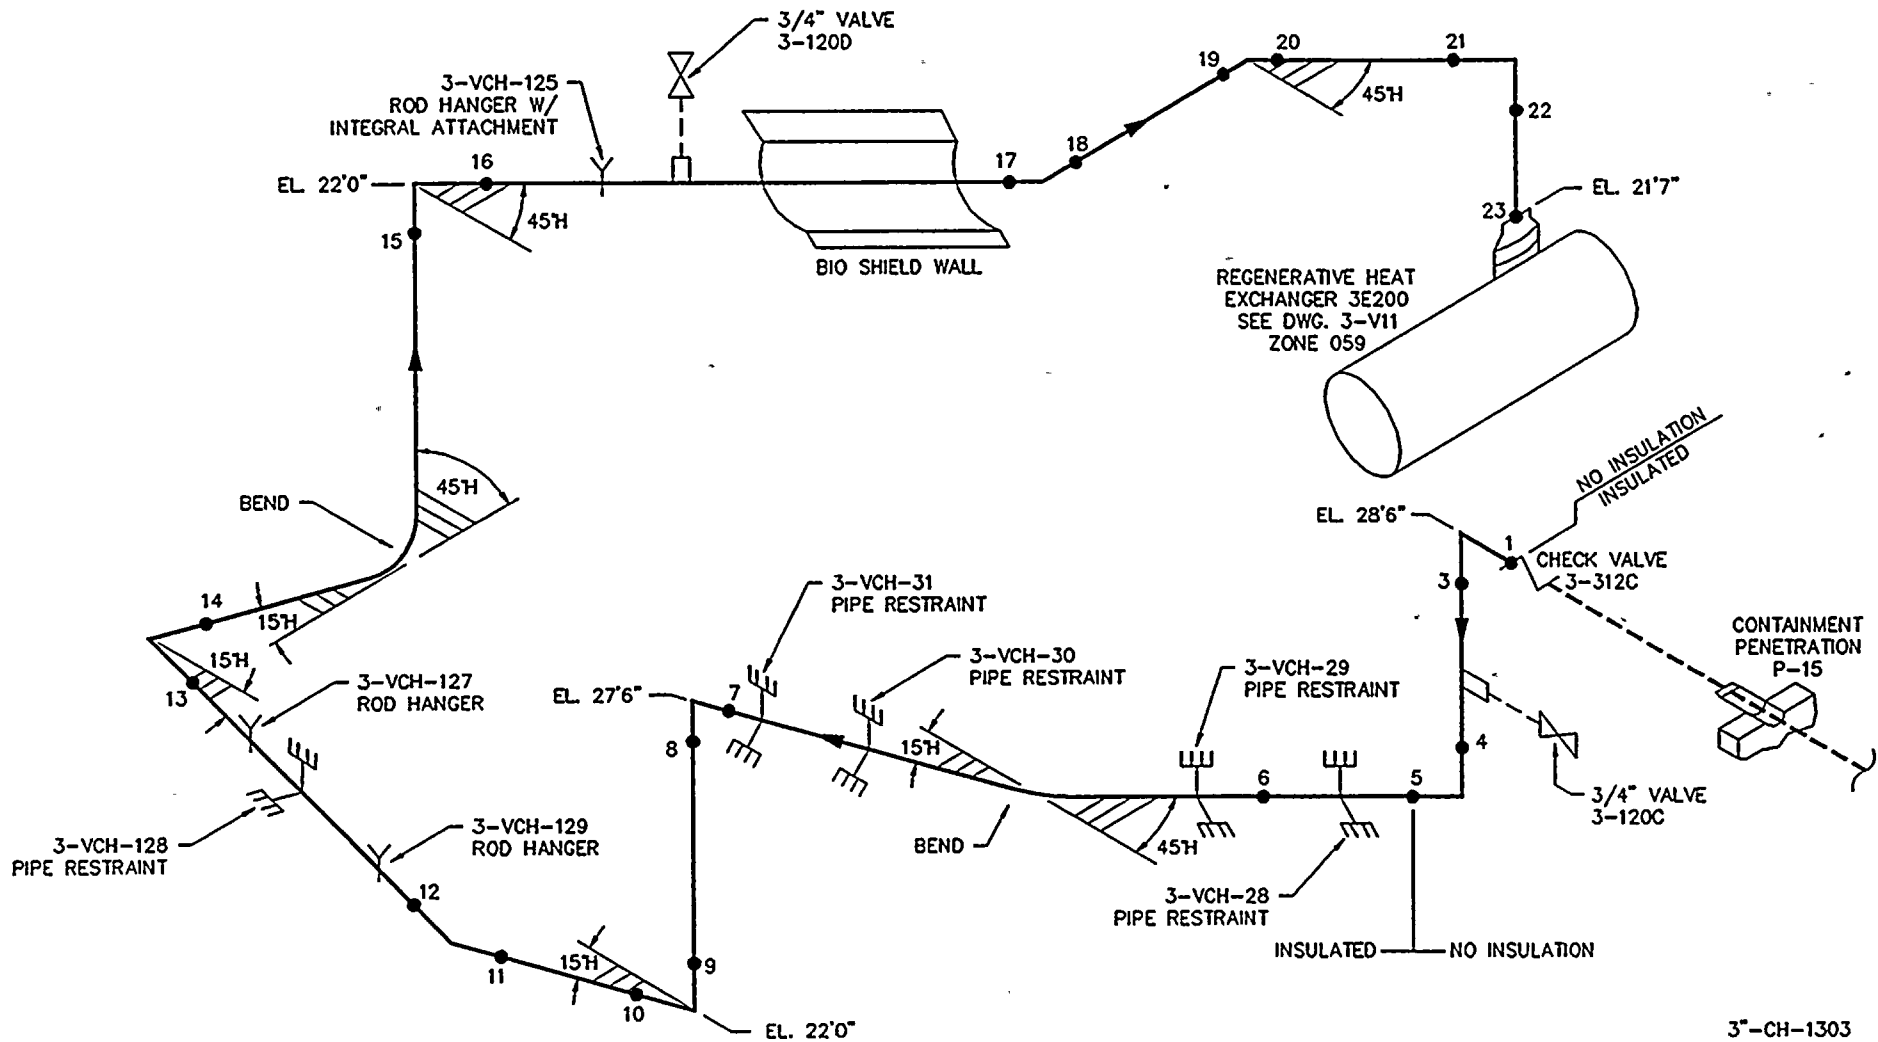 3/4" VALVE
3-120D
3-VCH-125
ROD HANGER W/
INTEGRAL ATTACHMENT
19
20
21
45°H
22
18
17
16
EL. 22'0"
45°H
15
BIO SHIELD WALL
23
EL. 21'7"
REGENERATIVE HEAT
EXCHANGER 3E200
SEE DWG. 3-V11
ZONE 059
NO INSULATION
INSULATED
BEND
45°H
EL. 28'6"
1
CHECK VALVE
3-312C
3
CONTAINMENT
PENETRATION
P-15
14
15°H
15°H
13
3-VCH-127
ROD HANGER
3-VCH-31
PIPE RESTRAINT
3-VCH-30
PIPE RESTRAINT
3-VCH-29
PIPE RESTRAINT
EL. 27'6"
7
8
15°H
6
5
4
3/4" VALVE
3-120C
3-VCH-128
PIPE RESTRAINT
3-VCH-129
ROD HANGER
BEND
45°H
12
3-VCH-28
PIPE RESTRAINT
INSULATED
NO INSULATION
11
15°H
10
9
EL. 22'0"
3"-CH-1303